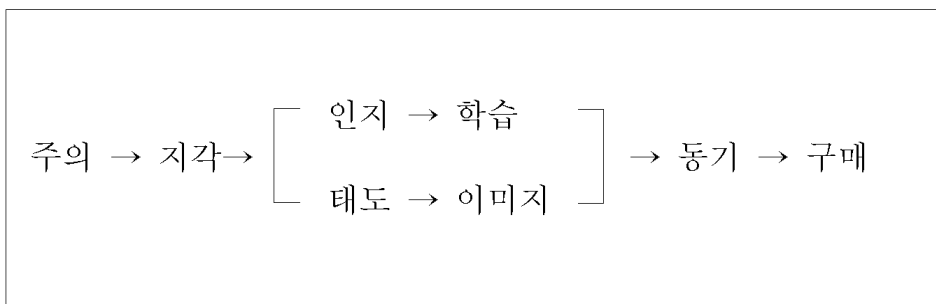 인지 → 학습
주의 → 지각→ → 동기 → 구매
태도 → 이미지